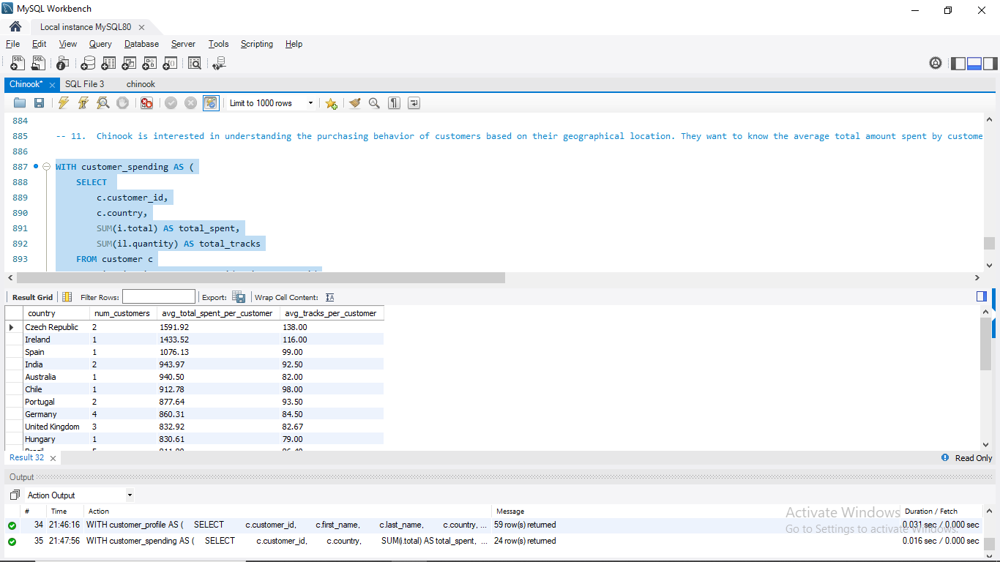 MySQL Workbench
Local instance MySQL80
File Edit View Query Database Server Tools Scripting Help
Chinook* SQL File 3 chinook
Limit to 1000 rows
884
885 -- 11. Chinook is interested in understanding the purchasing behavior of customers based on their geographical location. They want to know the average total amount spent by custome
886
887 WITH customer_spending AS (
888 SELECT
889 c.customer_id,
890 c.country,
891 SUM(i.total) AS total_spent,
892 SUM(il.quantity) AS total_tracks
893 FROM customer c
Result Grid Filter Rows: Export: Wrap Cell Content:
country num_customers avg_total_spent_per_customer avg_tracks_per_customer
Czech Republic 2 1591.92 138.00
Ireland 1 1433.52 116.00
Spain 1 1076.13 99.00
India 2 943.97 92.50
Australia 1 940.50 82.00
Chile 1 912.78 98.00
Portugal 2 877.64 93.50
Germany 4 860.31 84.50
United Kingdom 3 832.92 82.67
Hungary 1 830.61 79.00
Result 32 Read Only
Output
Action Output
# Time Action Message Duration / Fetch
34 21:46:16 WITH customer_profile AS ( SELECT c.customer_id, c.first_name, c.last_name, c.country, ... 59 row(s) returned 0.031 sec / 0.000 sec
35 21:47:56 WITH customer_spending AS ( SELECT c.customer_id, c.country, SUM(i.total) AS total_spent, ... 24 row(s) returned 0.016 sec / 0.000 sec
Activate Windows
Go to Settings to activate Windows.